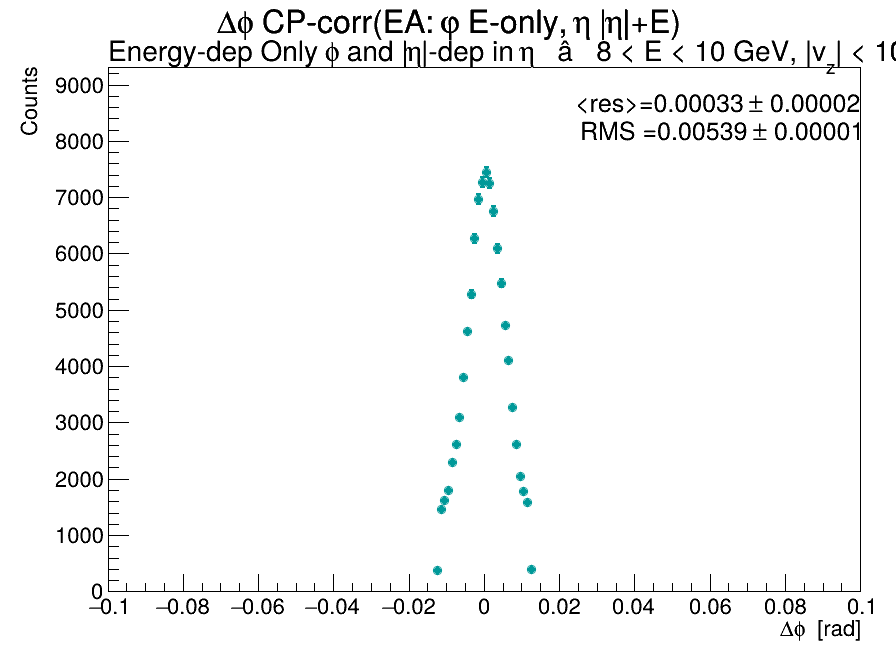 Δϕ CP-corr(EA: φ E-only, η |η|+E)
Energy-dep Only ϕ and |η|-dep in η â 8 < E < 10 GeV, |v_z| < 10
Counts
<res>=0.00033 ± 0.00002
RMS =0.00539 ± 0.00001
9000
8000
7000
6000
5000
4000
3000
2000
1000
0
−0.1 −0.08 −0.06 −0.04 −0.02 0 0.02 0.04 0.06 0.08 0.1
Δϕ [rad]